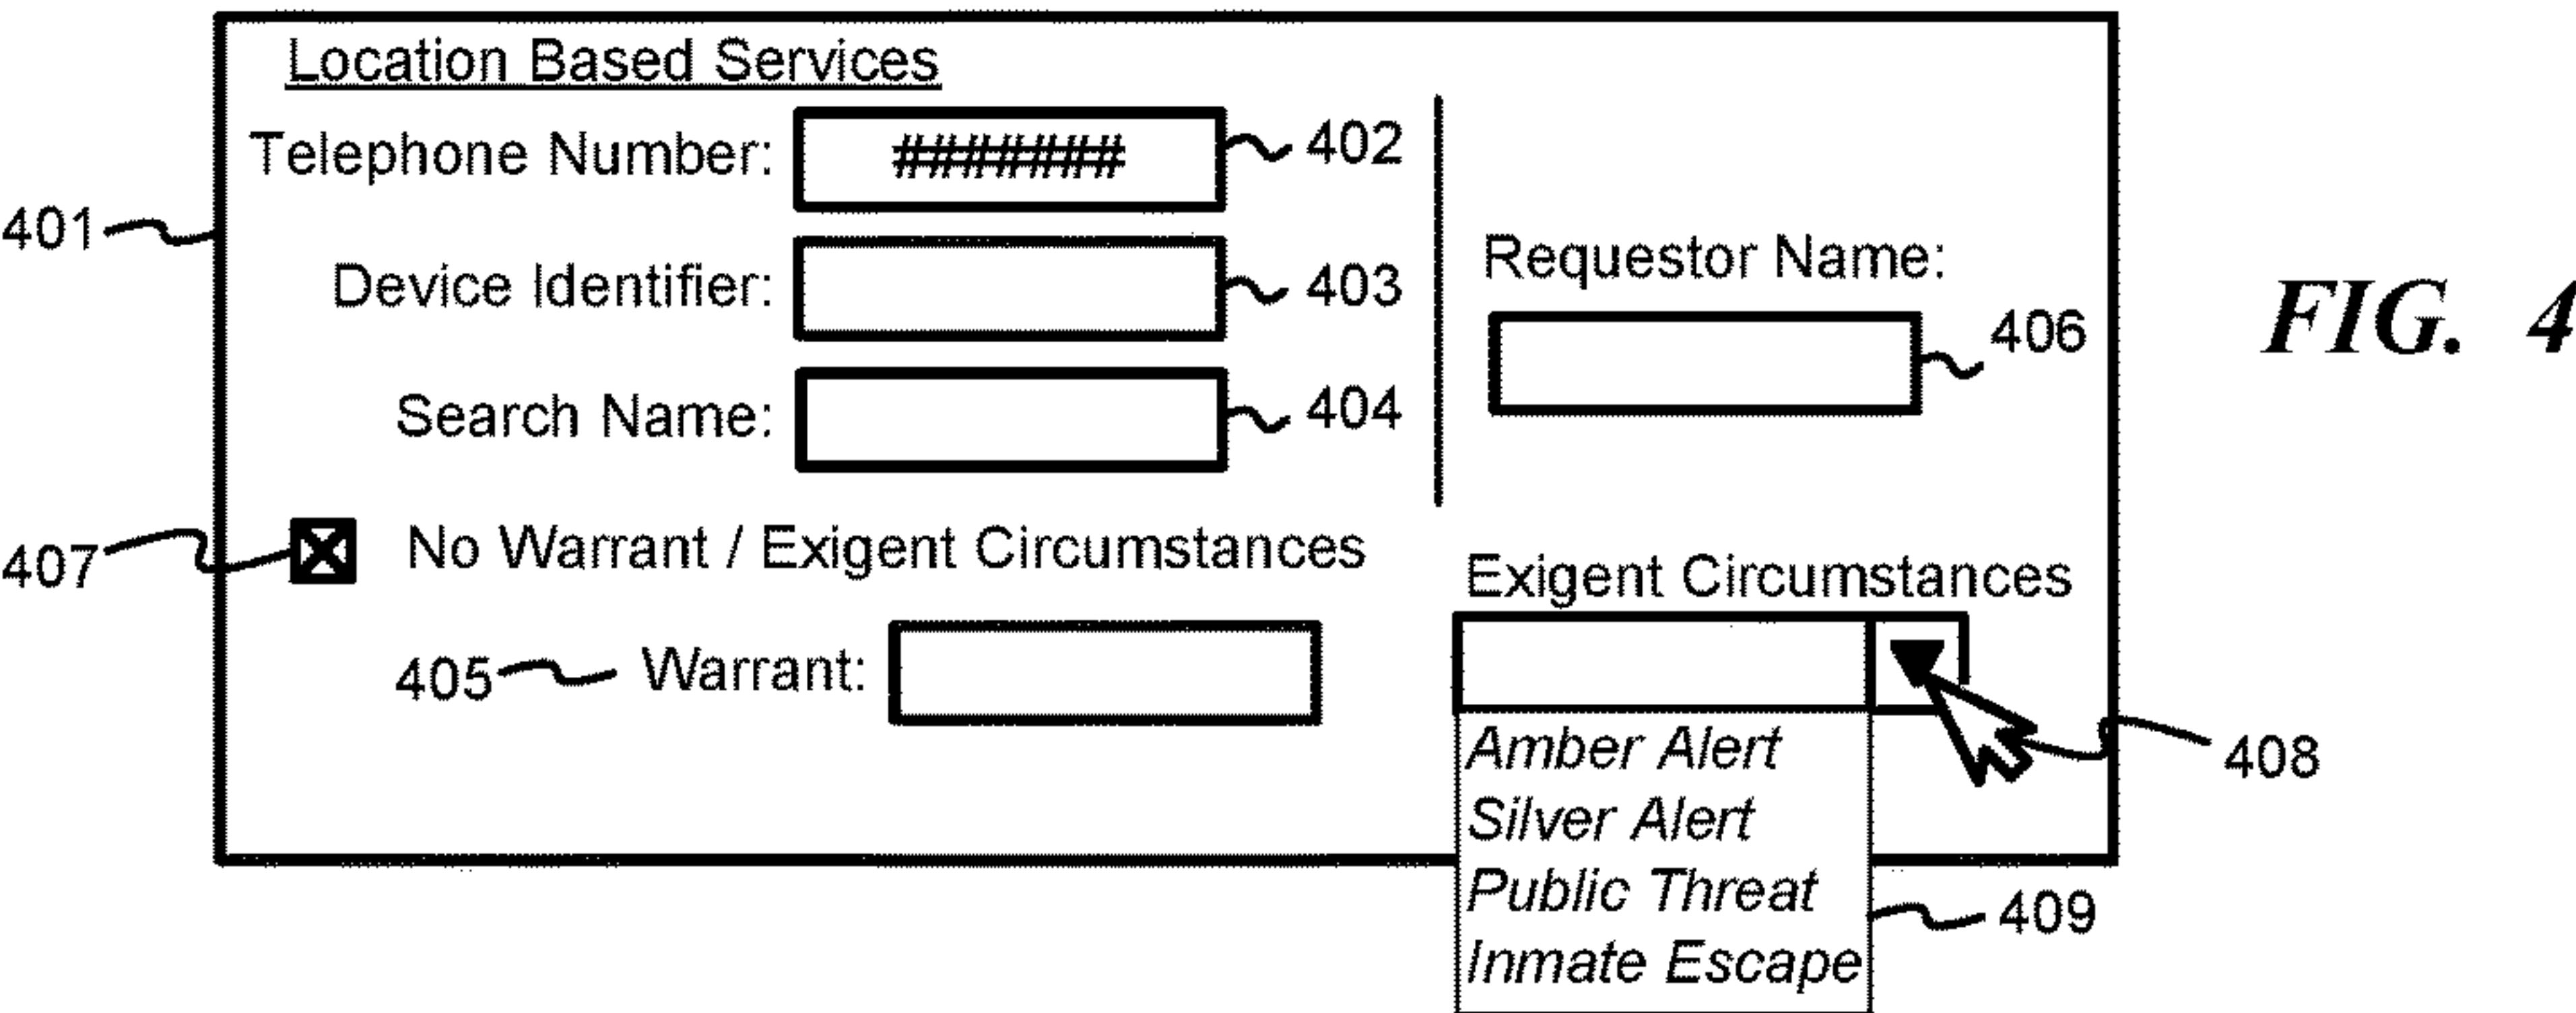 Location Based Services
Telephone Number: ####### 402
401
Device Identifier: 403
Requestor Name:
406
FIG. 4
Search Name: 404
407 No Warrant / Exigent Circumstances
Exigent Circumstances
405 Warrant:
Amber Alert
408
Silver Alert
Public Threat
409
Inmate Escape